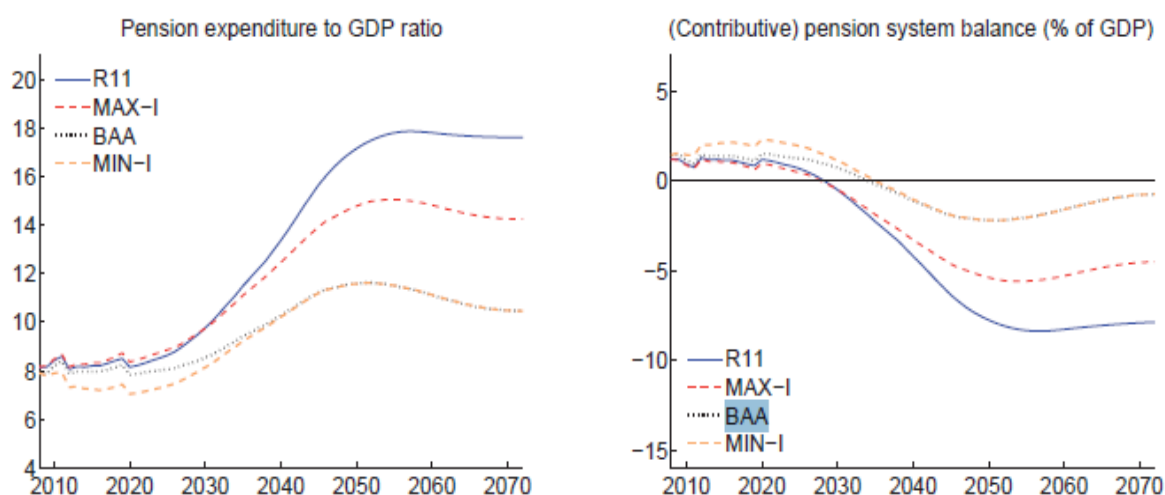 Pension expenditure to GDP ratio
20
18
16
14
12
10
8
6
4
R11
MAX-I
BAA
MIN-I
2010 2020 2030 2040 2050 2060 2070
(Contributive) pension system balance (% of GDP)
5
0
-5
-10
-15
R11
MAX-I
BAA
MIN-I
2010 2020 2030 2040 2050 2060 2070